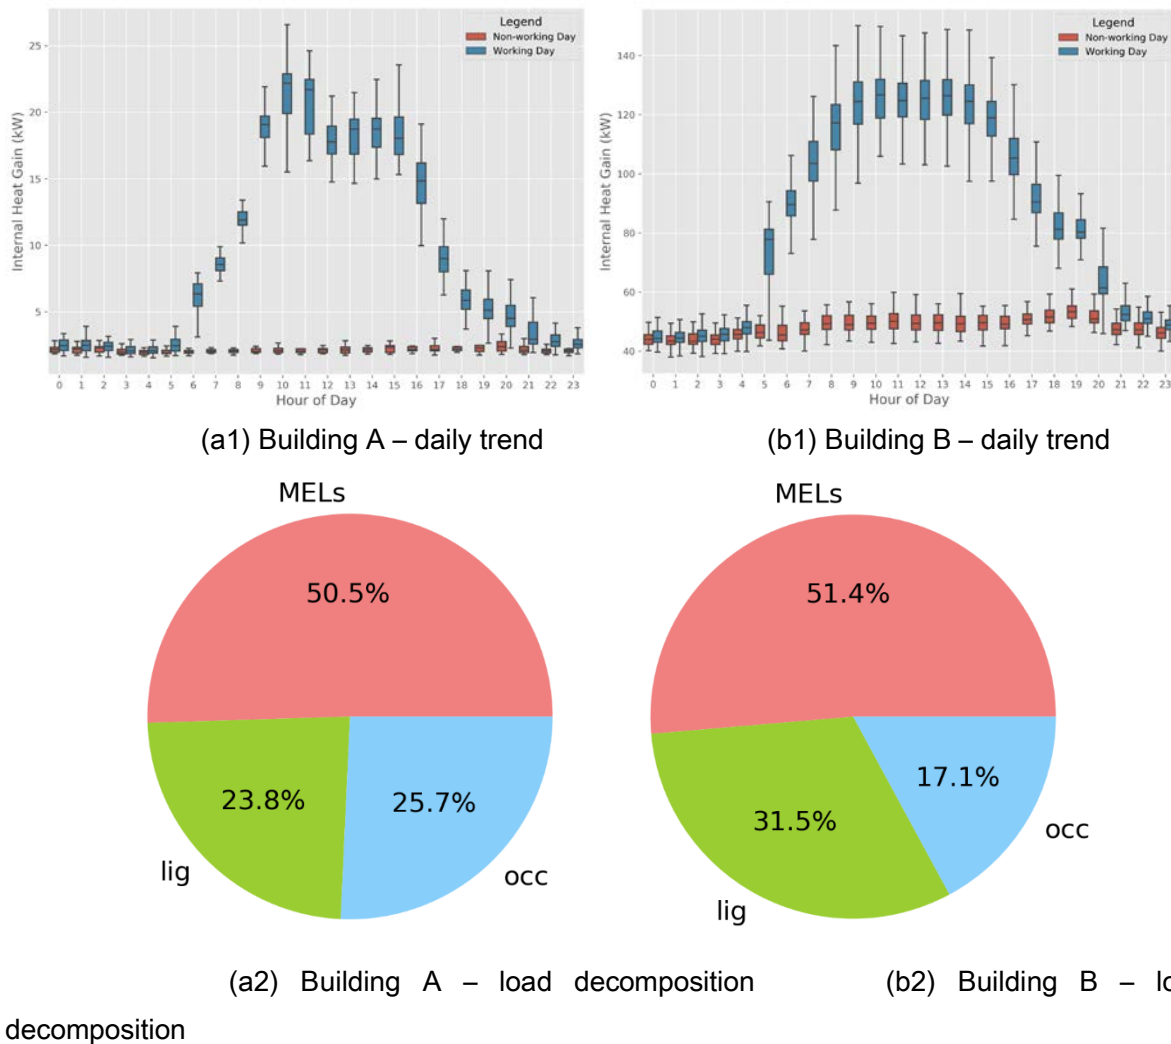 Legend
Non-working Day
Working Day
25
20
15
10
5
Internal Heat Gain (kW)
0 1 2 3 4 5 6 7 8 9 10 11 12 13 14 15 16 17 18 19 20 21 22 23
Hour of Day
Legend
Non-working Day
Working Day
140
120
100
80
60
40
Internal Heat Gain (kW)
0 1 2 3 4 5 6 7 8 9 10 11 12 13 14 15 16 17 18 19 20 21 22 23
Hour of Day
(a1) Building A – daily trend
(b1) Building B – daily trend
MELs
50.5%
23.8%
25.7%
lig
occ
MELs
51.4%
17.1%
31.5%
occ
lig
(a2) Building A – load decomposition (b2) Building B – lo
decomposition